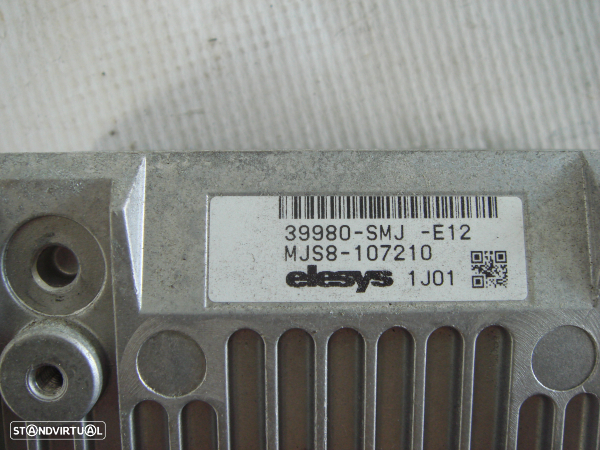 39980-SMJ -E12
MJS8-107210
elesys 1J01
STANDVIRTUAL